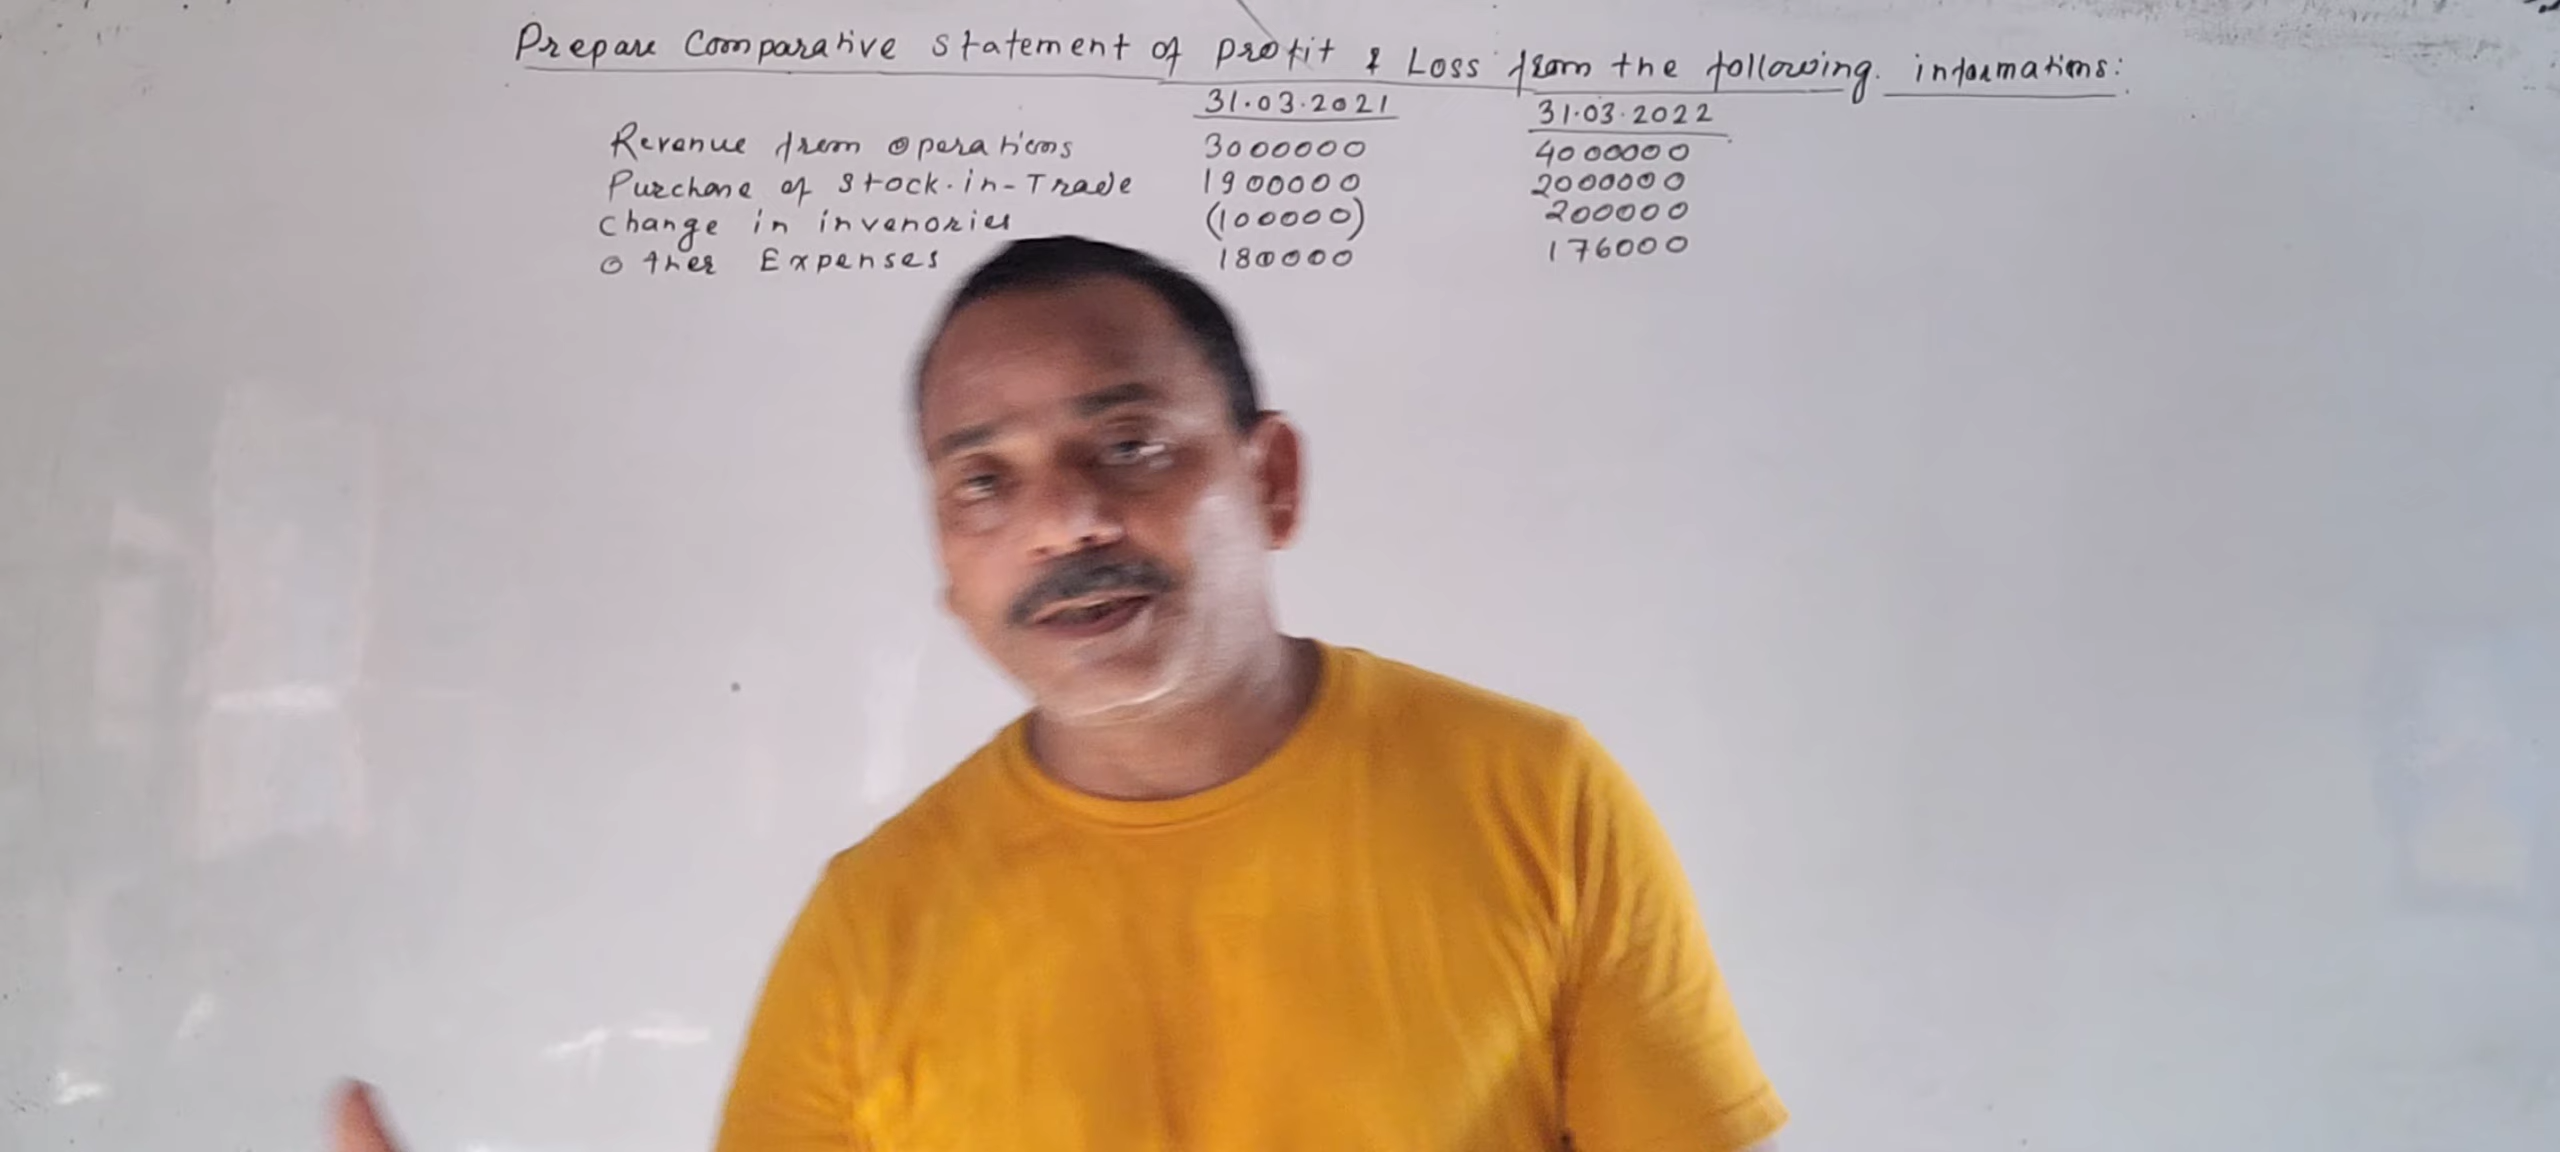 Prepare Comparative Statement of Profit & Loss from the following informations:
31.03.2021 31.03.2022
Revenue from operations 3000000 4000000
Purchase of Stock-in-Trade 1900000 2000000
Change in invenories (100000) 200000
Other Expenses 180000 176000